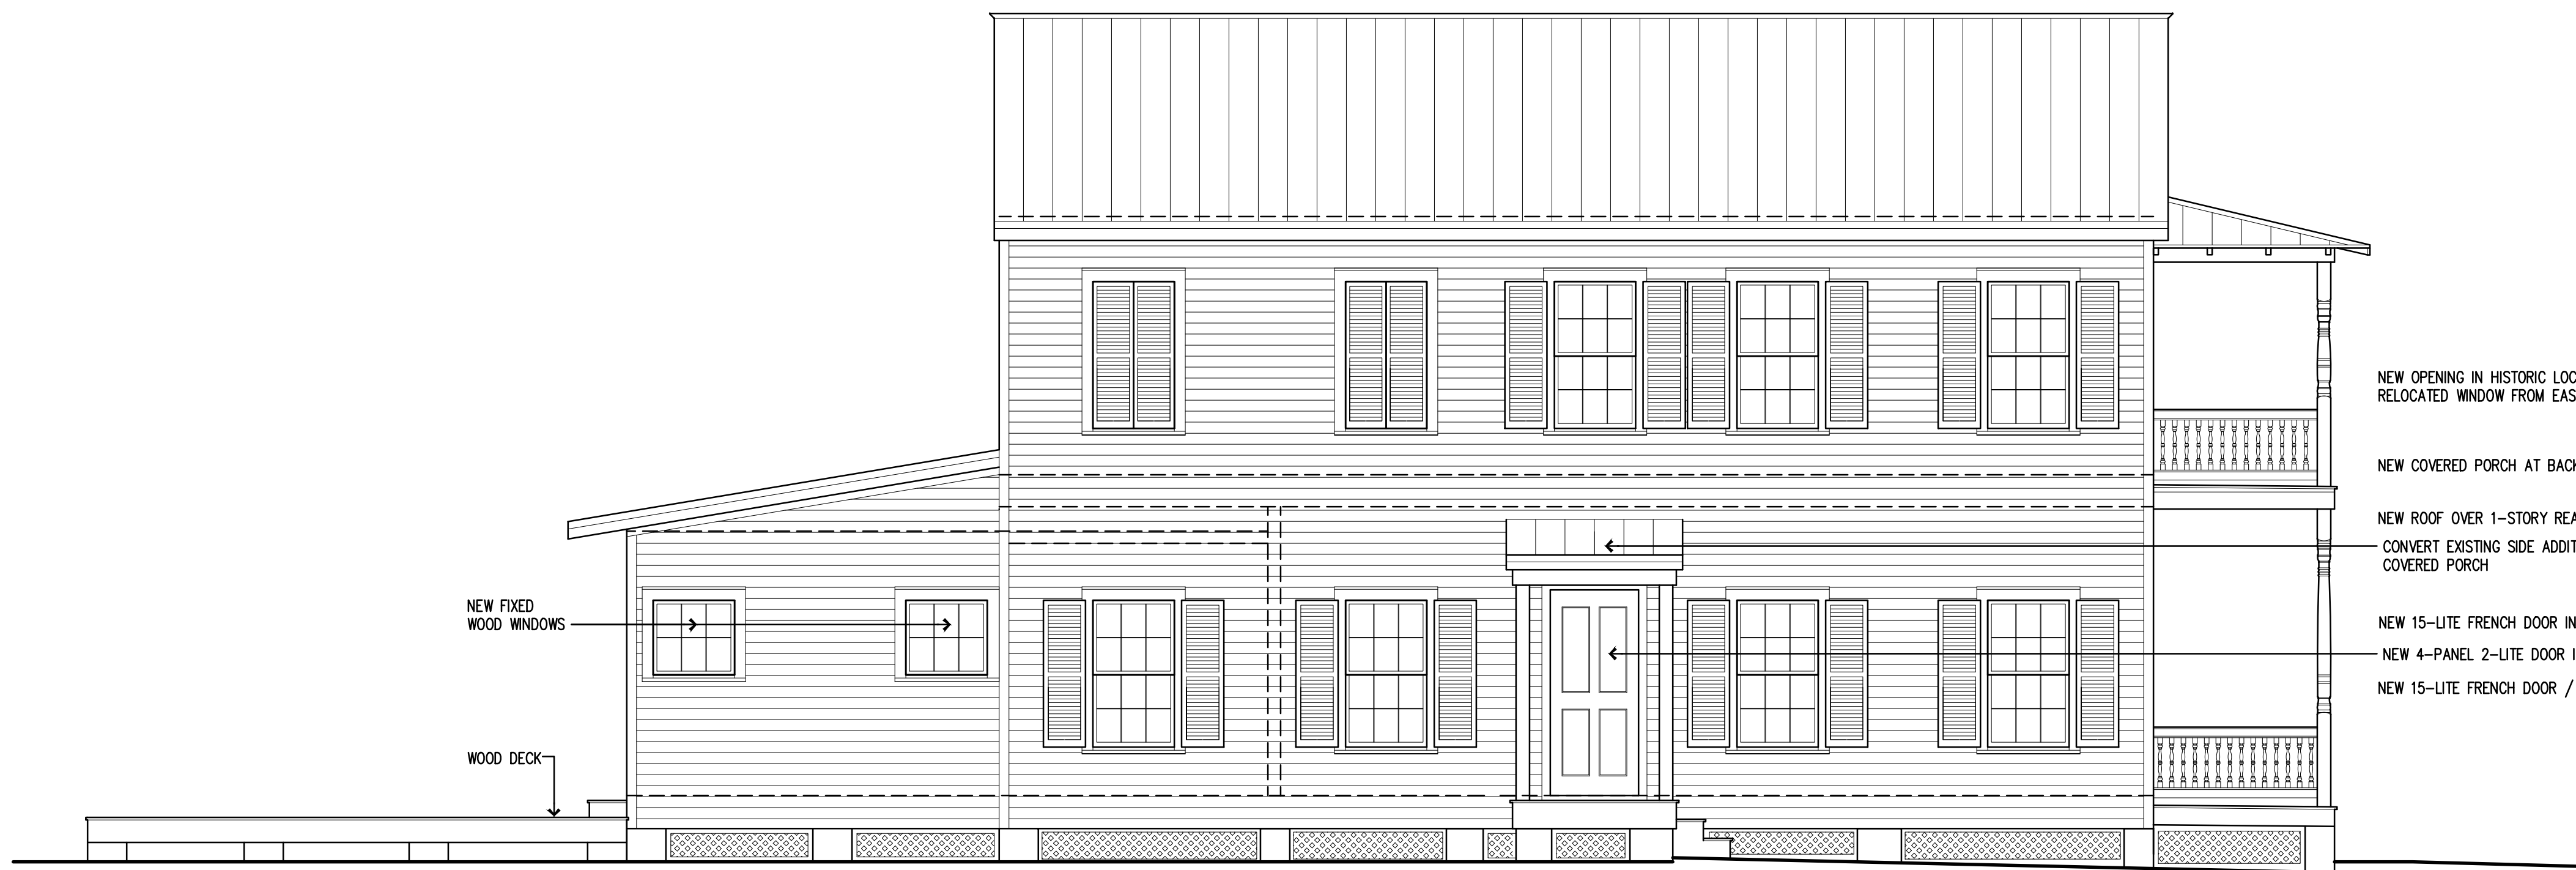 NEW OPENING IN HISTORIC LOC
RELOCATED WINDOW FROM EAS
NEW COVERED PORCH AT BACK
NEW ROOF OVER 1-STORY REA
CONVERT EXISTING SIDE ADDIT
COVERED PORCH
NEW FIXED
WOOD WINDOWS
NEW 15-LITE FRENCH DOOR IN
NEW 4-PANEL 2-LITE DOOR I
NEW 15-LITE FRENCH DOOR /
WOOD DECK